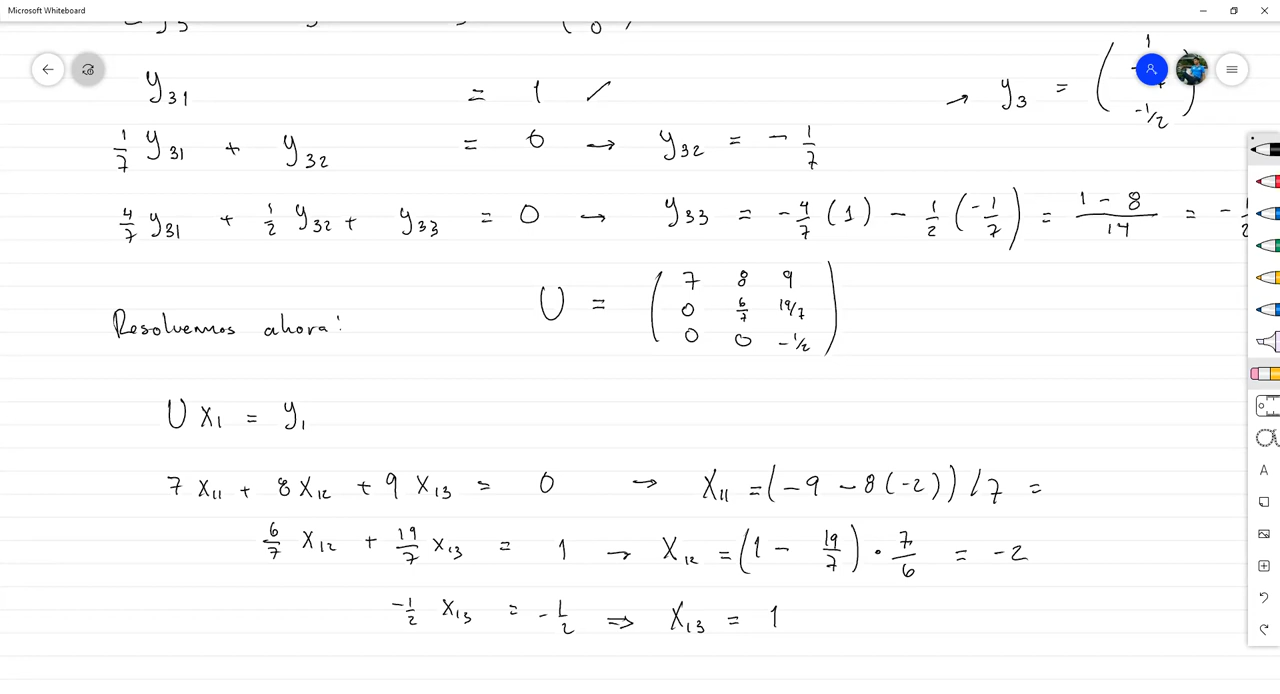 Microsoft Whiteboard
y₃₁ = 1 ✓
→ y₃ = ( 1 -1/2 )
1/7 y₃₁ + y₃₂ = 0 → y₃₂ = - 1/7
4/7 y₃₁ + 1/2 y₃₂ + y₃₃ = 0 → y₃₃ = - 4/7 (1) - 1/2 (-1/7) = (1 - 8)/14 = - 1/2
U = ( 7 8 9
0 6/7 19/7
0 0 -1/2 )
Resolvemos ahora:
U x₁ = y₁
7 x₁₁ + 8 x₁₂ + 9 x₁₃ = 0 → x₁₁ = (-9 - 8(-2)) / 7 =
6/7 x₁₂ + 19/7 x₁₃ = 1 → x₁₂ = (1 - 19/7) · 7/6 = -2
-1/2 x₁₃ = - 1/2 ⇒ x₁₃ = 1